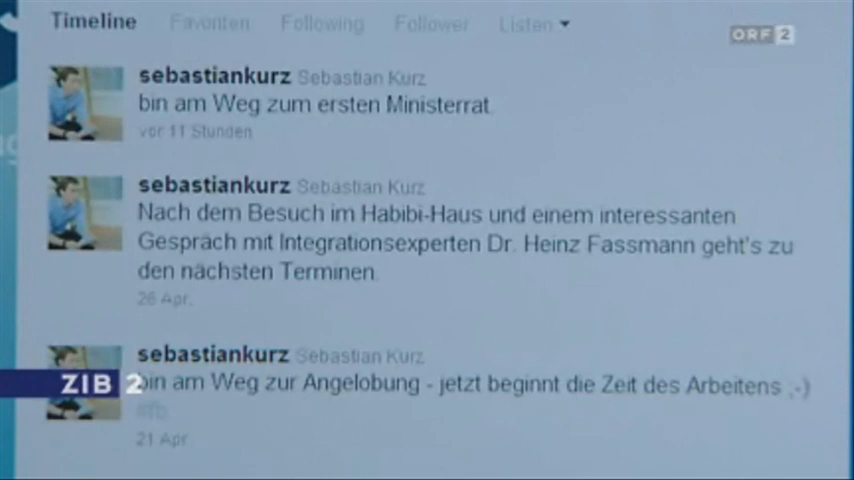 Timeline Favoriten Following Follower Listen
ORF 2
sebastiankurz Sebastian Kurz
bin am Weg zum ersten Ministerrat.
vor 11 Stunden
sebastiankurz Sebastian Kurz
Nach dem Besuch im Habibi-Haus und einem interessanten
Gespräch mit Integrationsexperten Dr. Heinz Fassmann geht's zu
den nächsten Terminen.
26 Apr.
sebastiankurz Sebastian Kurz
ZIB 2
bin am Weg zur Angelobung - jetzt beginnt die Zeit des Arbeitens ;-)
#fb
21 Apr.